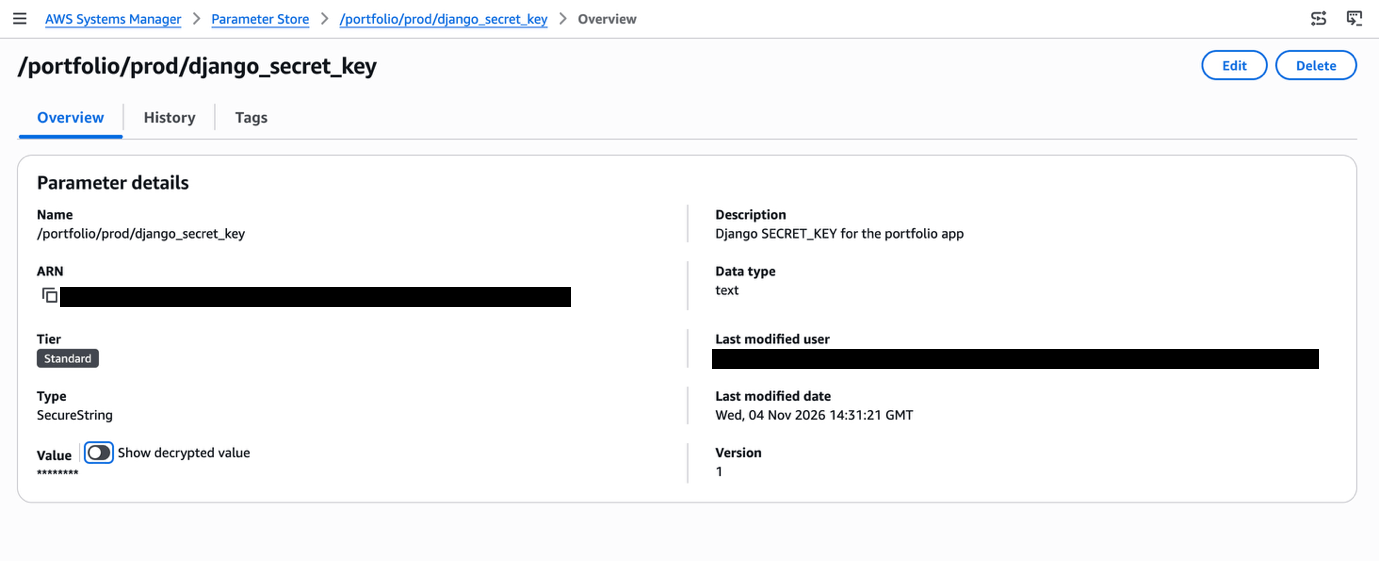 AWS Systems Manager > Parameter Store > /portfolio/prod/django_secret_key > Overview
/portfolio/prod/django_secret_key
Edit
Delete
Overview
History
Tags
Parameter details
Name
/portfolio/prod/django_secret_key
Description
Django SECRET_KEY for the portfolio app
ARN
Data type
text
Tier
Standard
Last modified user
Type
SecureString
Last modified date
Wed, 04 Nov 2026 14:31:21 GMT
Value
Show decrypted value
********
Version
1